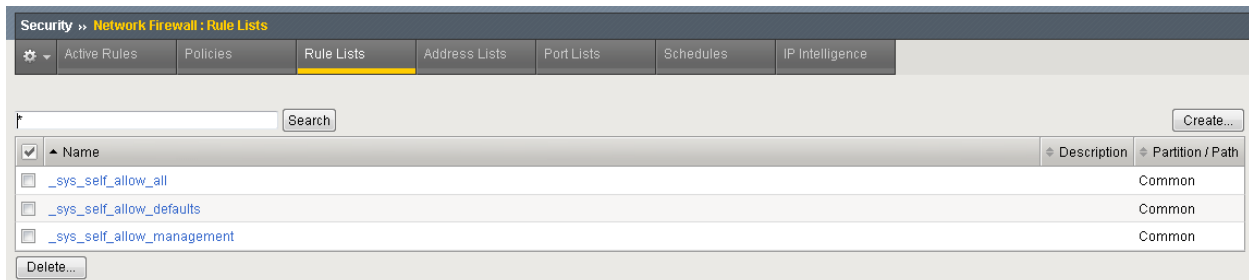 Security » Network Firewall : Rule Lists
Active Rules Policies Rule Lists Address Lists Port Lists Schedules IP Intelligence
* Search Create...
Name Description Partition / Path
_sys_self_allow_all Common
_sys_self_allow_defaults Common
_sys_self_allow_management Common
Delete...